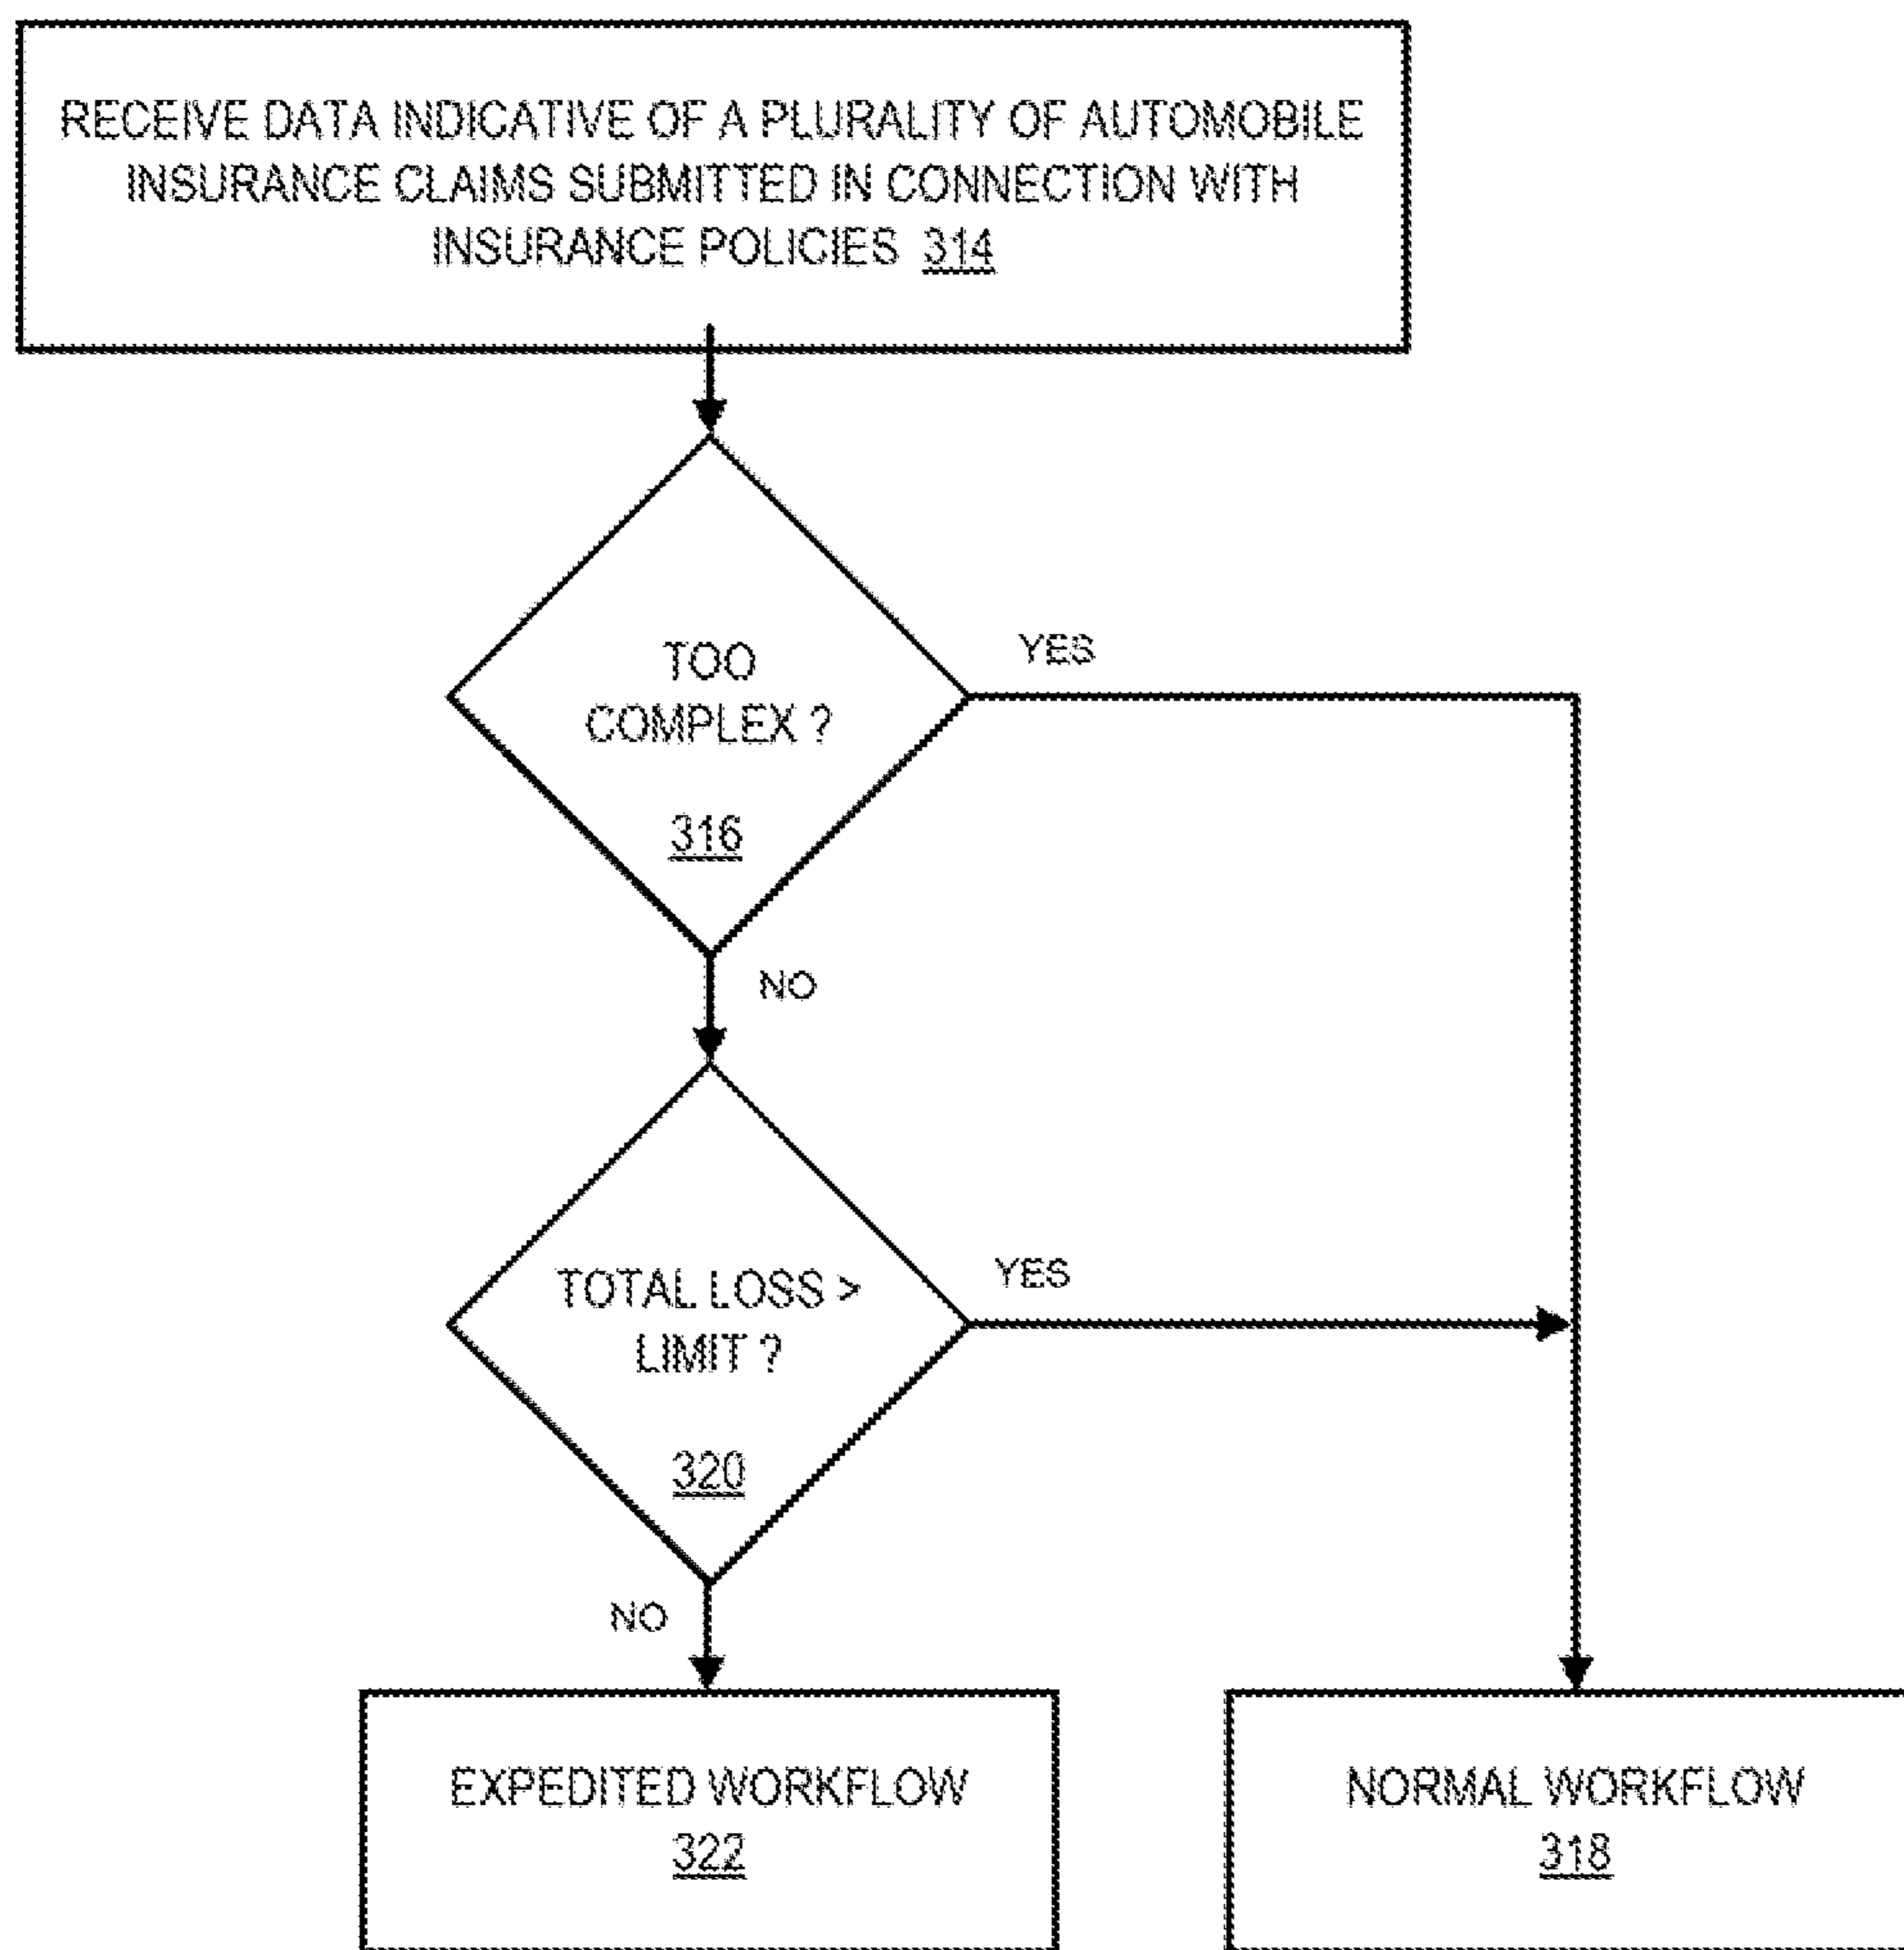 RECEIVE DATA INDICATIVE OF A PLURALITY OF AUTOMOBILE
INSURANCE CLAIMS SUBMITTED IN CONNECTION WITH
INSURANCE POLICIES 314
TOO
COMPLEX ?
316
YES
NO
TOTAL LOSS >
LIMIT ?
320
YES
NO
EXPEDITED WORKFLOW
322
NORMAL WORKFLOW
318